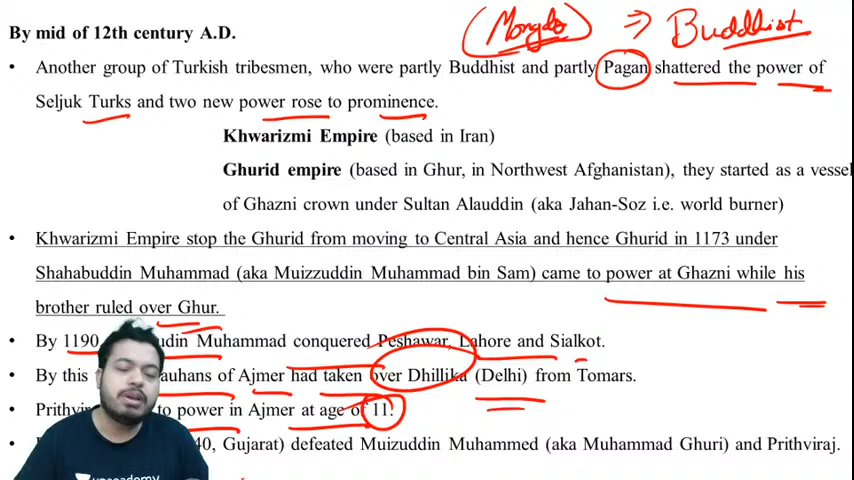 (Mongols) ⇒ Buddhist
By mid of 12th century A.D.
• Another group of Turkish tribesmen, who were partly Buddhist and partly Pagan shattered the power of
Seljuk Turks and two new power rose to prominence.
Khwarizmi Empire (based in Iran)
Ghurid empire (based in Ghur, in Northwest Afghanistan), they started as a vessel
of Ghazni crown under Sultan Alauddin (aka Jahan-Soz i.e. world burner)
• Khwarizmi Empire stop the Ghurid from moving to Central Asia and hence Ghurid in 1173 under
Shahabuddin Muhammad (aka Muizzuddin Muhammad bin Sam) came to power at Ghazni while his
brother ruled over Ghur.
• By 1190 Muhammad conquered Peshawar, Lahore and Sialkot.
• By this of Ajmer had taken over Dhillika (Delhi) from Tomars.
• to power in Ajmer at age of 11!
• Gujarat) defeated Muizuddin Muhammed (aka Muhammad Ghuri) and Prithviraj.